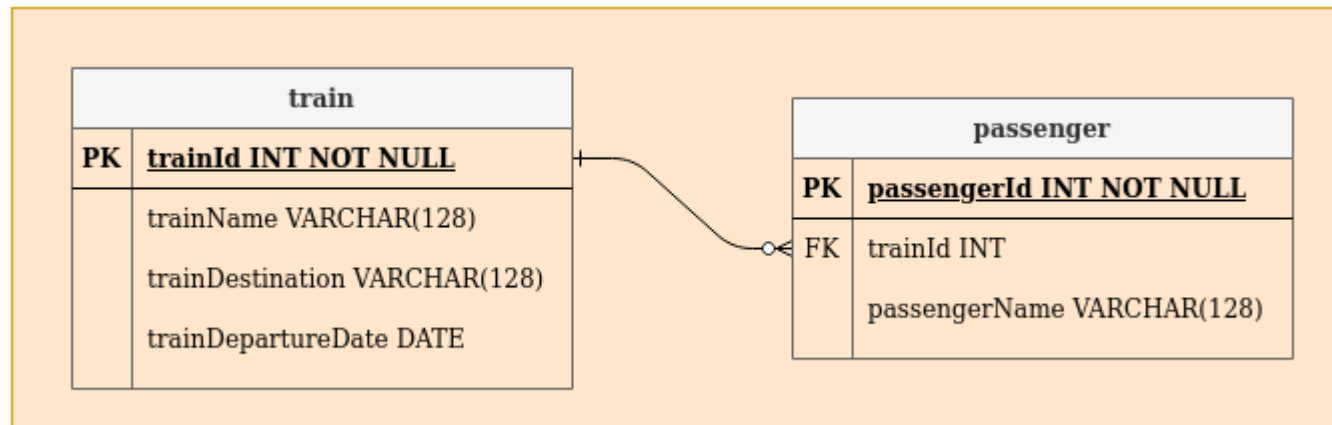 train
PK trainId INT NOT NULL
trainName VARCHAR(128)
trainDestination VARCHAR(128)
trainDepartureDate DATE
passenger
PK passengerId INT NOT NULL
FK trainId INT
passengerName VARCHAR(128)